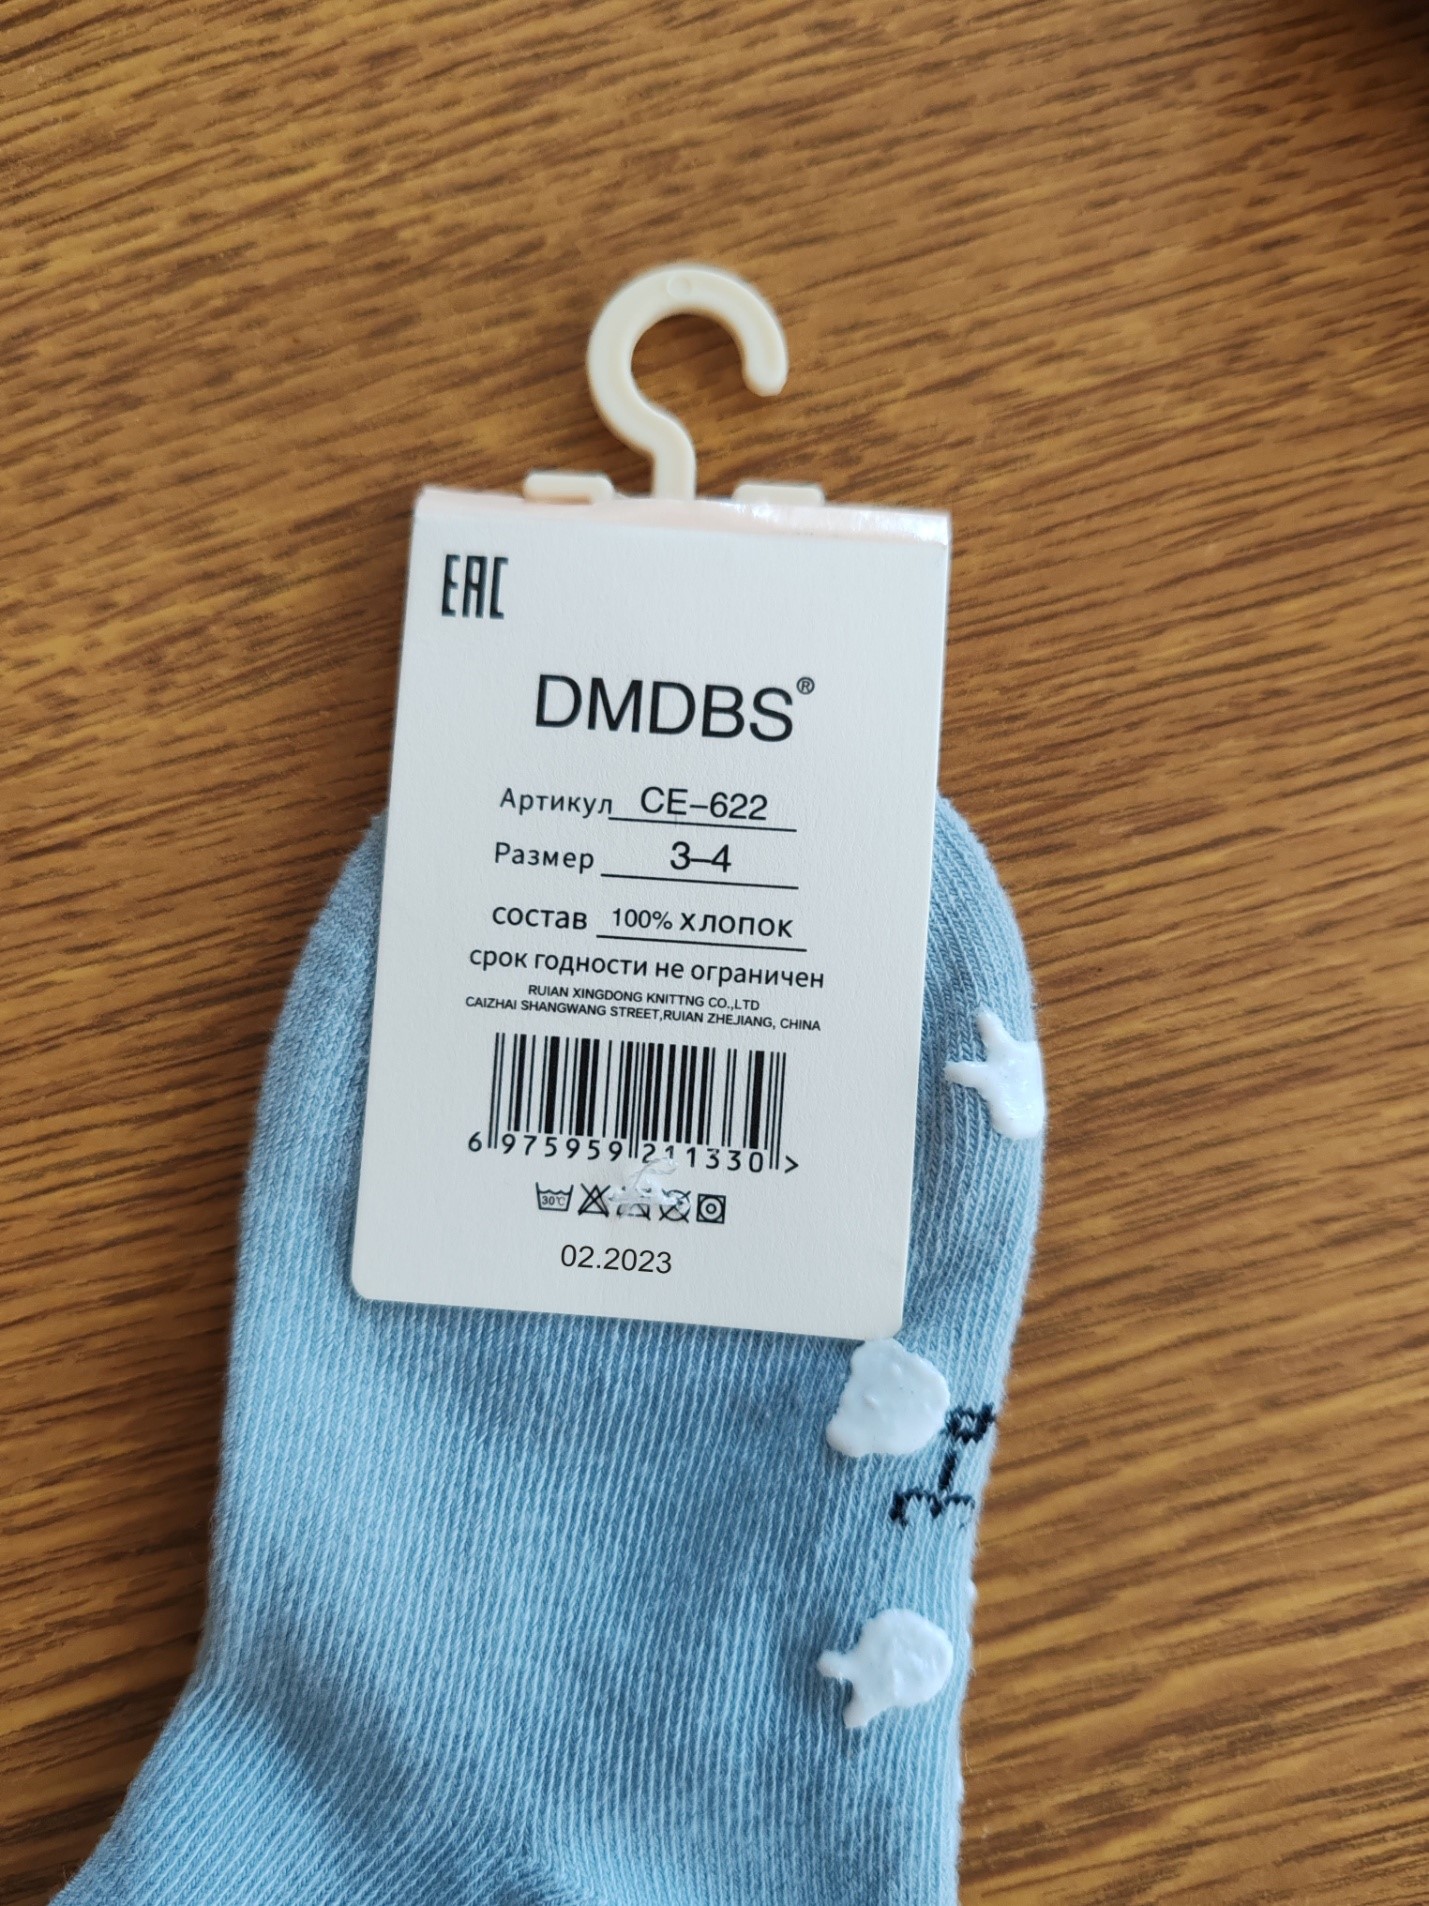 EAC
DMDBS®
Артикул CE–622
Размер 3–4
состав 100% хлопок
срок годности не ограничен
RUIAN XINGDONG KNITTNG CO.,LTD
CAIZHAI SHANGWANG STREET,RUIAN ZHEJIANG, CHINA
6 975959 211330 >
30℃
02.2023